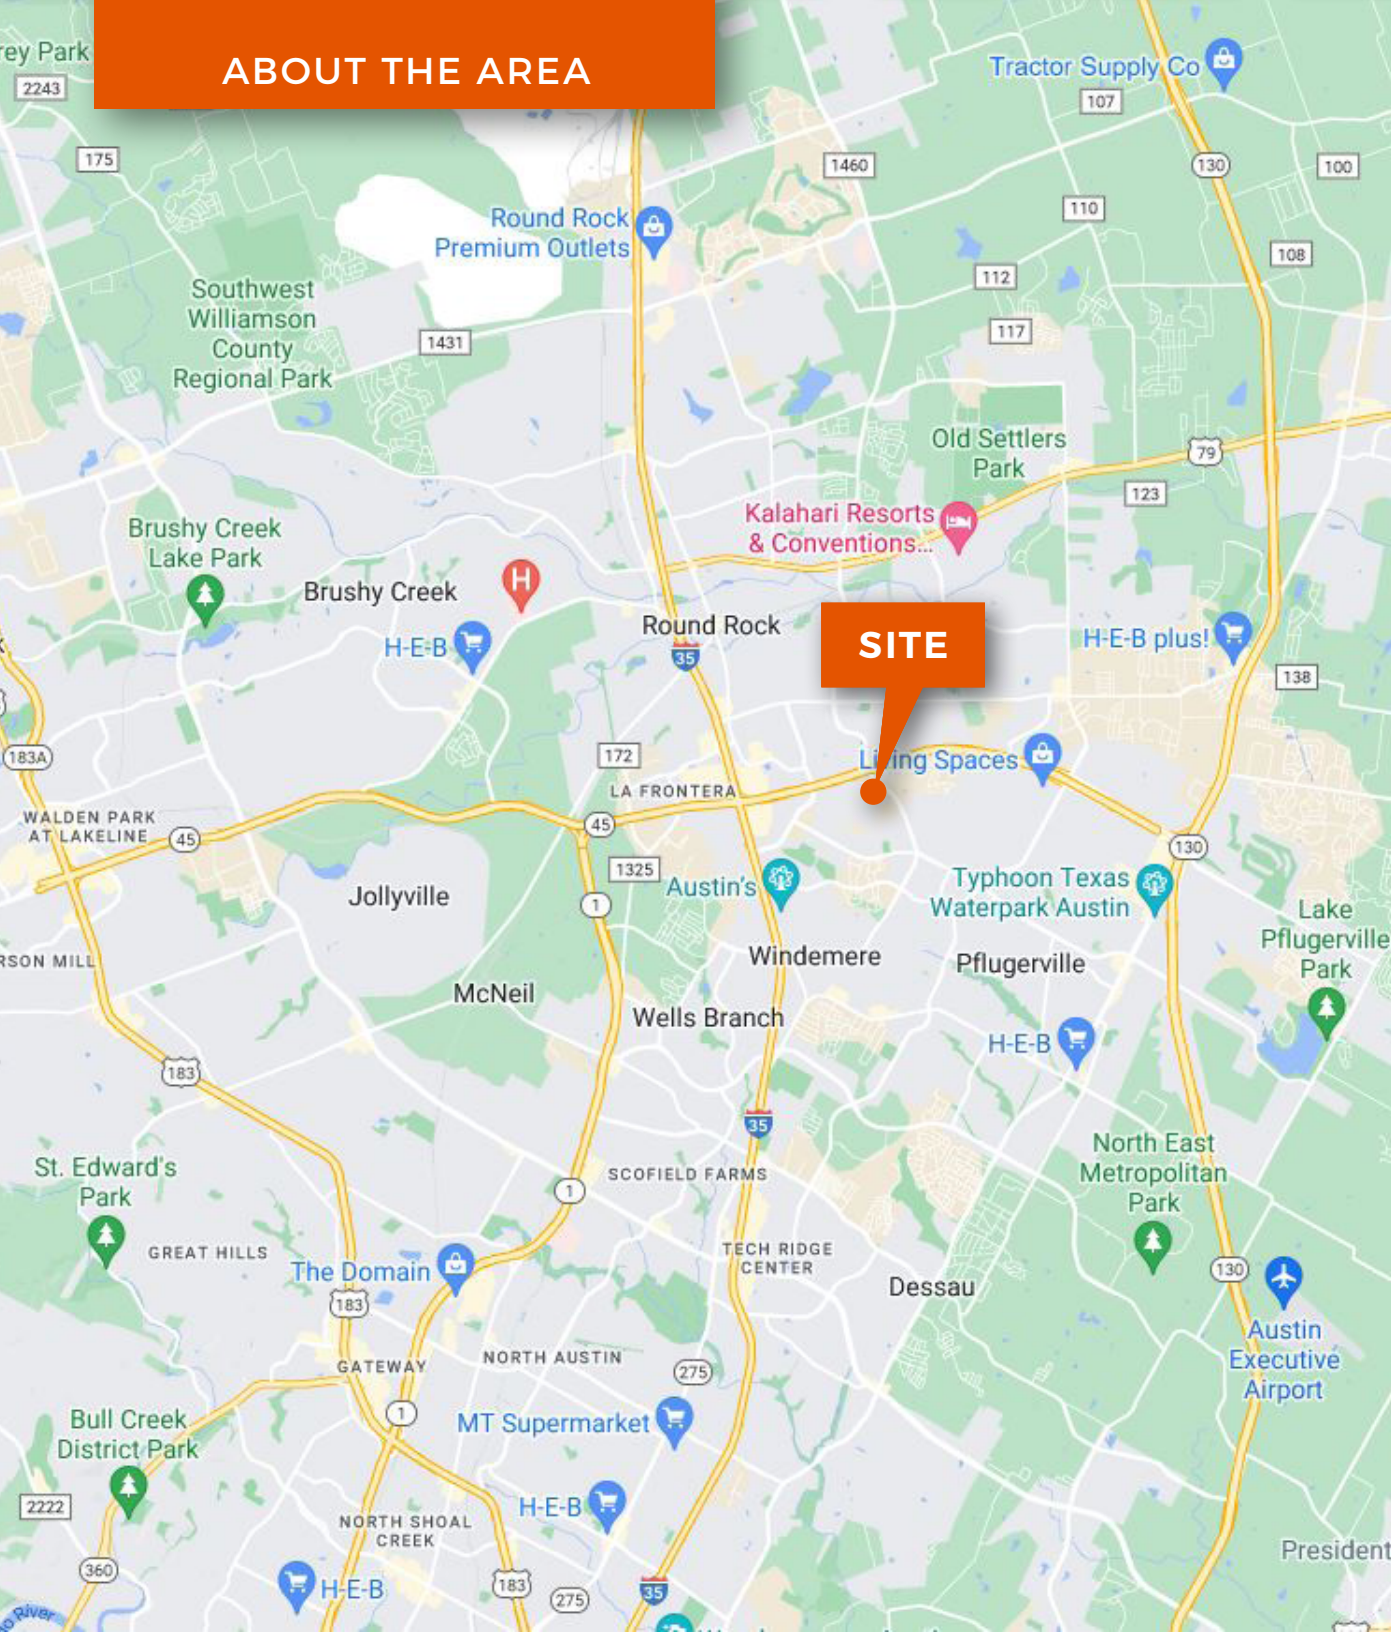 ABOUT THE AREA
rey Park
2243
Tractor Supply Co
107
175
1460
130
100
110
Round Rock
Premium Outlets
108
112
Southwest
Williamson
County
Regional Park
117
1431
Old Settlers
Park
79
123
Kalahari Resorts
& Conventions...
Brushy Creek
Lake Park
Brushy Creek
H
H-E-B
Round Rock
35
SITE
H-E-B plus!
138
183A
172
Living Spaces
LA FRONTERA
WALDEN PARK
AT LAKELINE
45
45
130
1325
Austin's
Typhoon Texas
Waterpark Austin
Jollyville
1
Lake
Pflugerville
Park
RSON MILL
Windemere
Pflugerville
McNeil
Wells Branch
H-E-B
183
35
North East
Metropolitan
Park
St. Edward's
Park
SCOFIELD FARMS
1
GREAT HILLS
The Domain
TECH RIDGE
CENTER
130
Dessau
183
Austin
Executive
Airport
GATEWAY
NORTH AUSTIN
275
1
MT Supermarket
Bull Creek
District Park
2222
H-E-B
NORTH SHOAL
CREEK
President
360
H-E-B
183
275
35
River